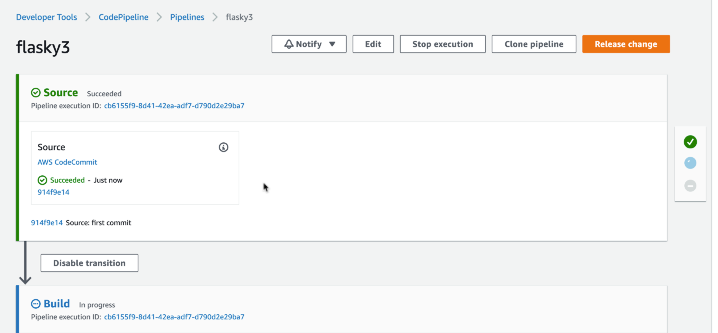 Developer Tools > CodePipeline > Pipelines > flasky3
flasky3
Notify ▼ Edit Stop execution Clone pipeline Release change
Source Succeeded
Pipeline execution ID: cb6155f9-8d41-42ea-adf7-d790d2e29ba7
Source
AWS CodeCommit
Succeeded - Just now
914f9e14
914f9e14 Source: first commit
Disable transition
Build In progress
Pipeline execution ID: cb6155f9-8d41-42ea-adf7-d790d2e29ba7